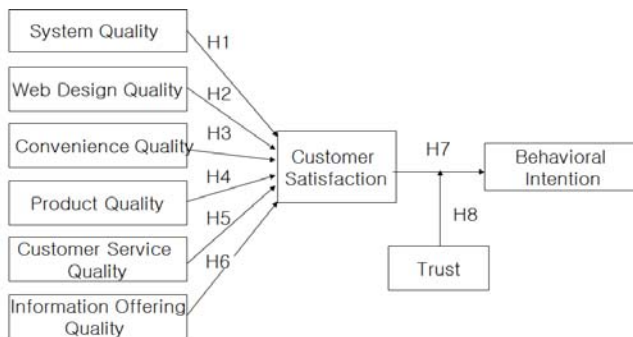 System Quality
H1
Web Design Quality
H2
Convenience Quality
H3
Customer
Satisfaction
H7
Behavioral
Intention
Product Quality
H4
H5
H8
Customer Service
Quality
H6
Trust
Information Offering
Quality